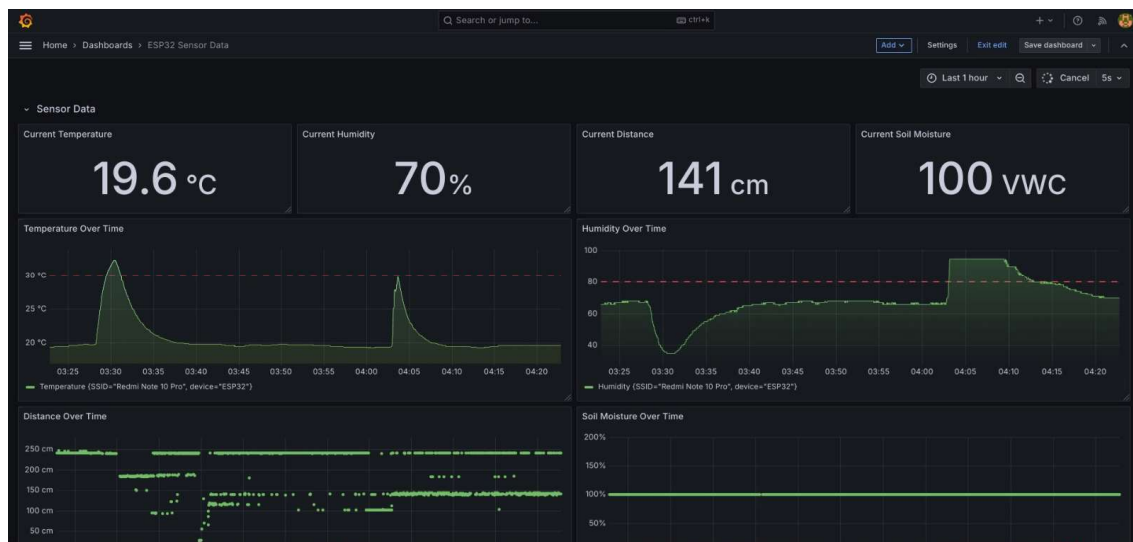 Search or jump to... ctrl+k
Home > Dashboards > ESP32 Sensor Data
Add Settings Exit edit Save dashboard
Last 1 hour Cancel 5s
Sensor Data
Current Temperature
19.6 °C
Current Humidity
70%
Current Distance
141 cm
Current Soil Moisture
100 VWC
Temperature Over Time
30 °C
25 °C
20 °C
03:25 03:30 03:35 03:40 03:45 03:50 03:55 04:00 04:05 04:10 04:15 04:20
Temperature {SSID="Redmi Note 10 Pro", device="ESP32"}
Humidity Over Time
100
80
60
40
03:25 03:30 03:35 03:40 03:45 03:50 03:55 04:00 04:05 04:10 04:15 04:20
Humidity {SSID="Redmi Note 10 Pro", device="ESP32"}
Distance Over Time
250 cm
200 cm
150 cm
100 cm
50 cm
Soil Moisture Over Time
200%
150%
100%
50%